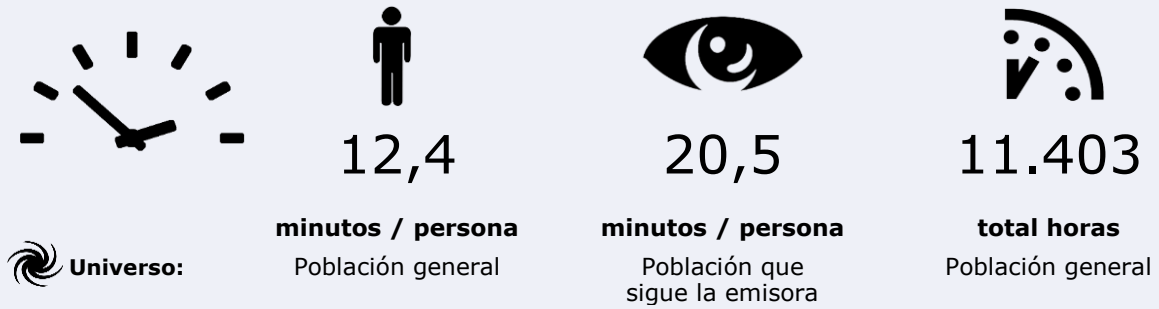 12,4
20,5
11.403
minutos / persona
minutos / persona
total horas
Universo:
Población general
Población que
sigue la emisora
Población general